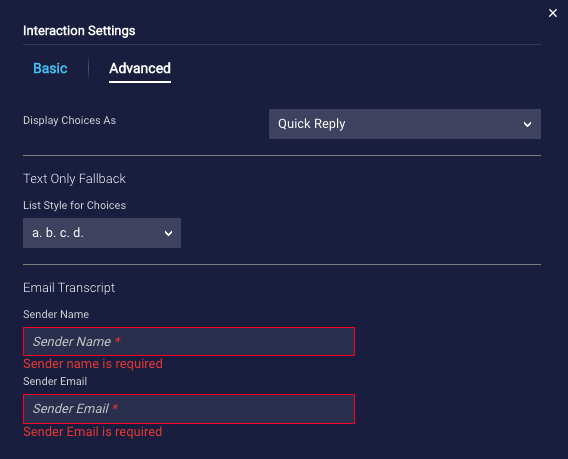 Interaction Settings
Basic
Advanced
Display Choices As
Quick Reply
Text Only Fallback
List Style for Choices
a. b. c. d.
Email Transcript
Sender Name
Sender Name *
Sender name is required
Sender Email
Sender Email *
Sender Email is required